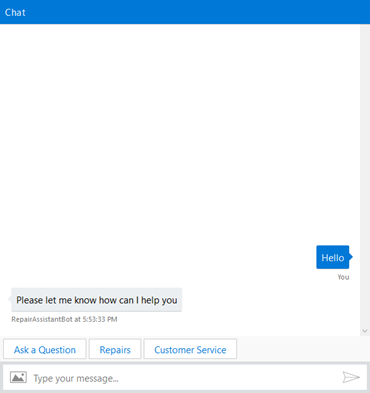 Chat
Hello
You
Please let me know how can I help you
RepairAssistantBot at 5:53:33 PM
Ask a Question
Repairs
Customer Service
Type your message...